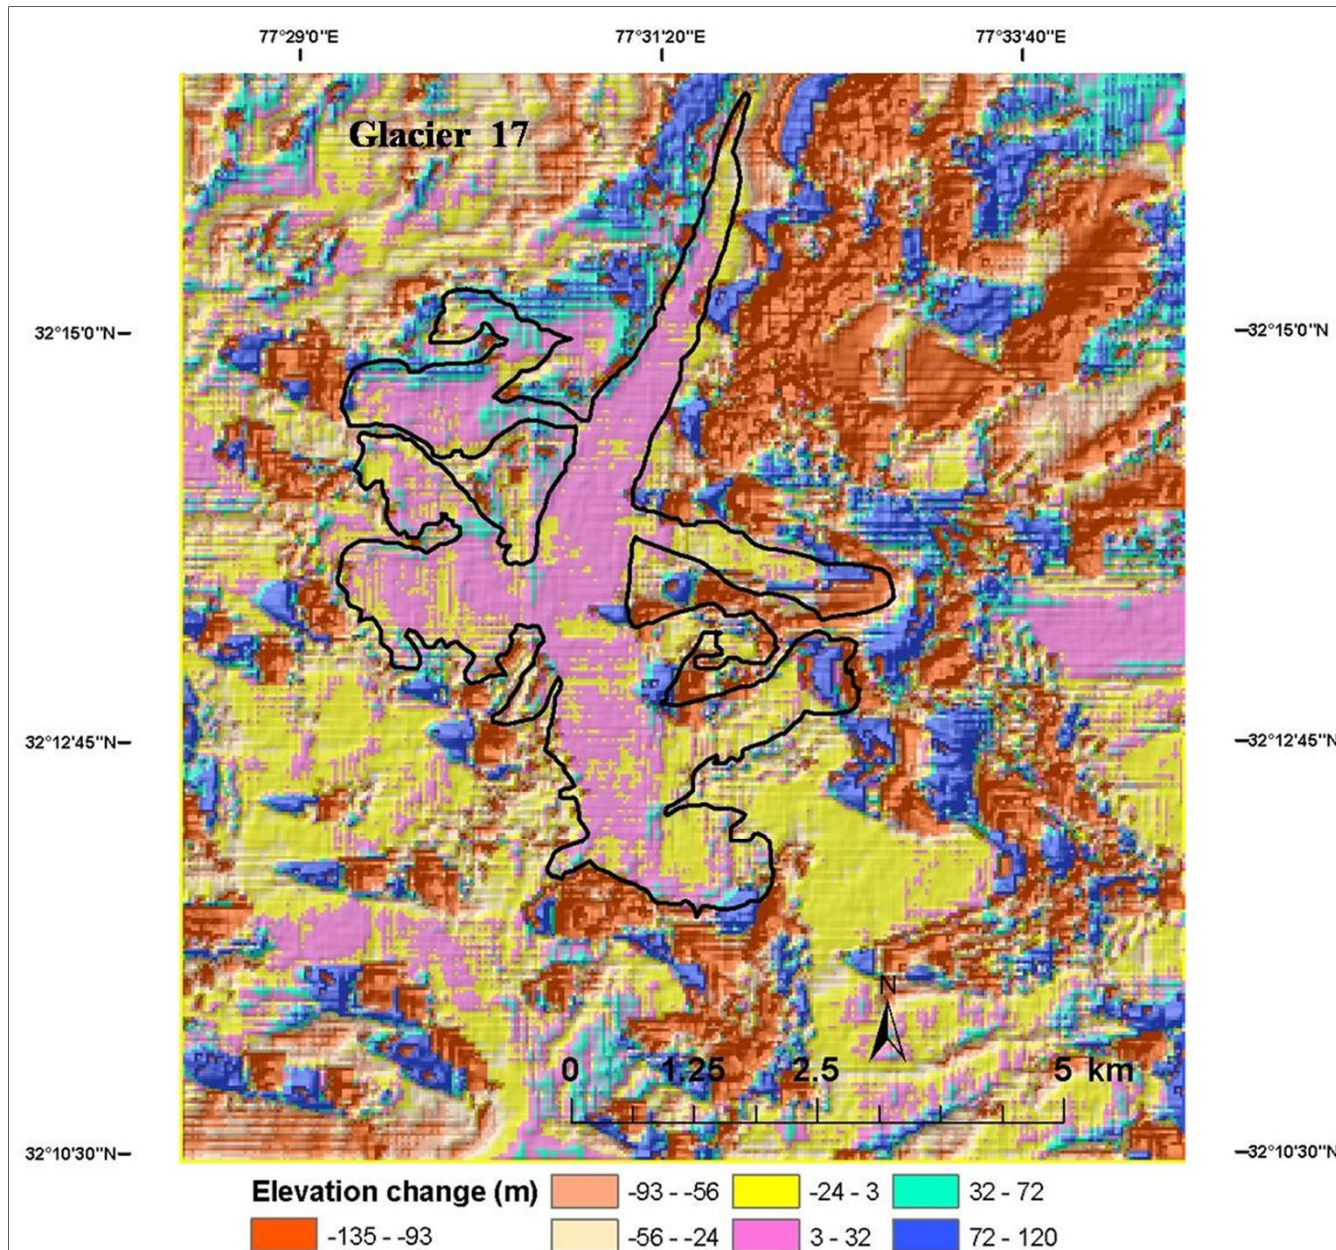 77°29'0"E 77°31'20"E 77°33'40"E
Glacier 17
32°15'0"N 32°15'0"N
32°12'45"N 32°12'45"N
N
0 1.25 2.5 5 km
32°10'30"N 32°10'30"N
Elevation change (m) -93 - -56 -24 - 3 32 - 72
-135 - -93 -56 - -24 3 - 32 72 - 120